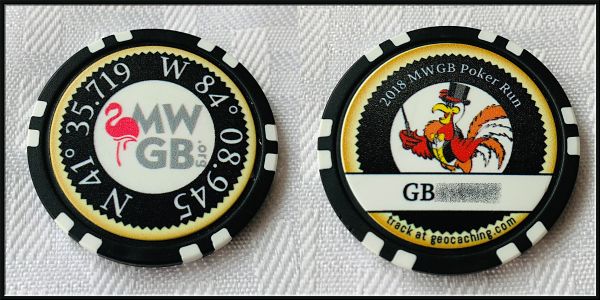 N 41° 35.719 W 84° 08.945
MW
GB.org
2018 MWGB Poker Run
GB
track at geocaching.com